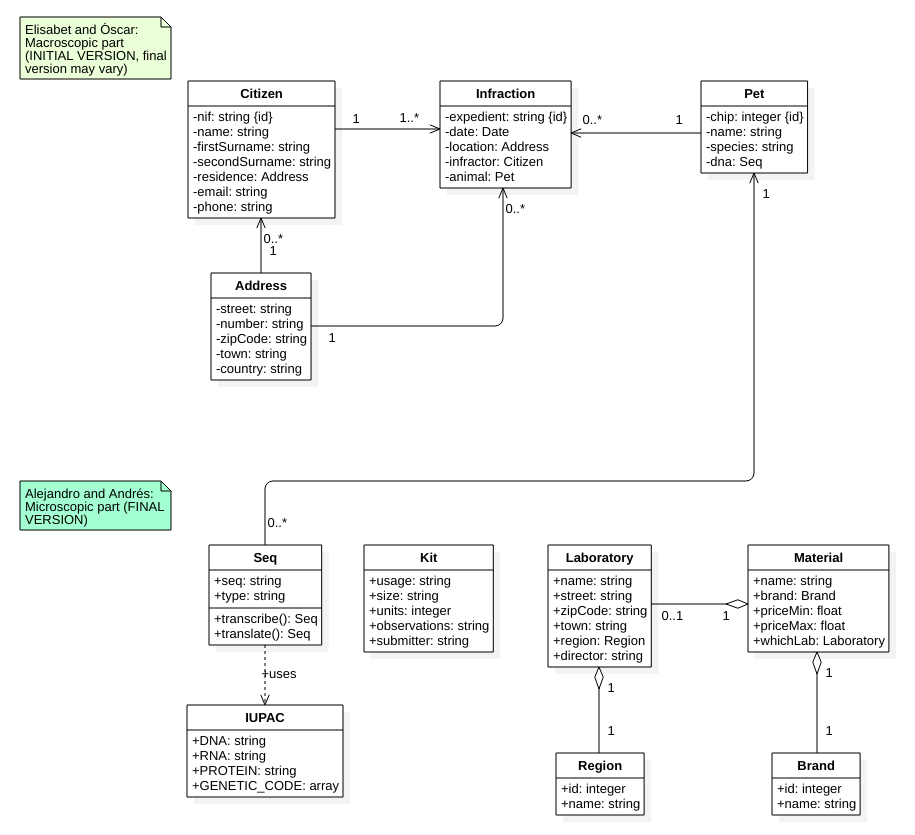 Elisabet and Óscar:
Macroscopic part
(INITIAL VERSION, final
version may vary)
Citizen
-nif: string {id}
-name: string
-firstSurname: string
-secondSurname: string
-residence: Address
-email: string
-phone: string
1
1..*
Infraction
-expedient: string {id}
-date: Date
-location: Address
-infractor: Citizen
-animal: Pet
0..*
1
Pet
-chip: integer {id}
-name: string
-species: string
-dna: Seq
1
0..*
0..*
1
Address
-street: string
-number: string
-zipCode: string
-town: string
-country: string
1
Alejandro and Andrés:
Microscopic part (FINAL
VERSION)
0..*
Seq
+seq: string
+type: string
+transcribe(): Seq
+translate(): Seq
+uses
IUPAC
+DNA: string
+RNA: string
+PROTEIN: string
+GENETIC_CODE: array
Kit
+usage: string
+size: string
+units: integer
+observations: string
+submitter: string
Laboratory
+name: string
+street: string
+zipCode: string
+town: string
+region: Region
+director: string
0..1
1
Material
+name: string
+brand: Brand
+priceMin: float
+priceMax: float
+whichLab: Laboratory
1
1
Region
+id: integer
+name: string
1
1
Brand
+id: integer
+name: string